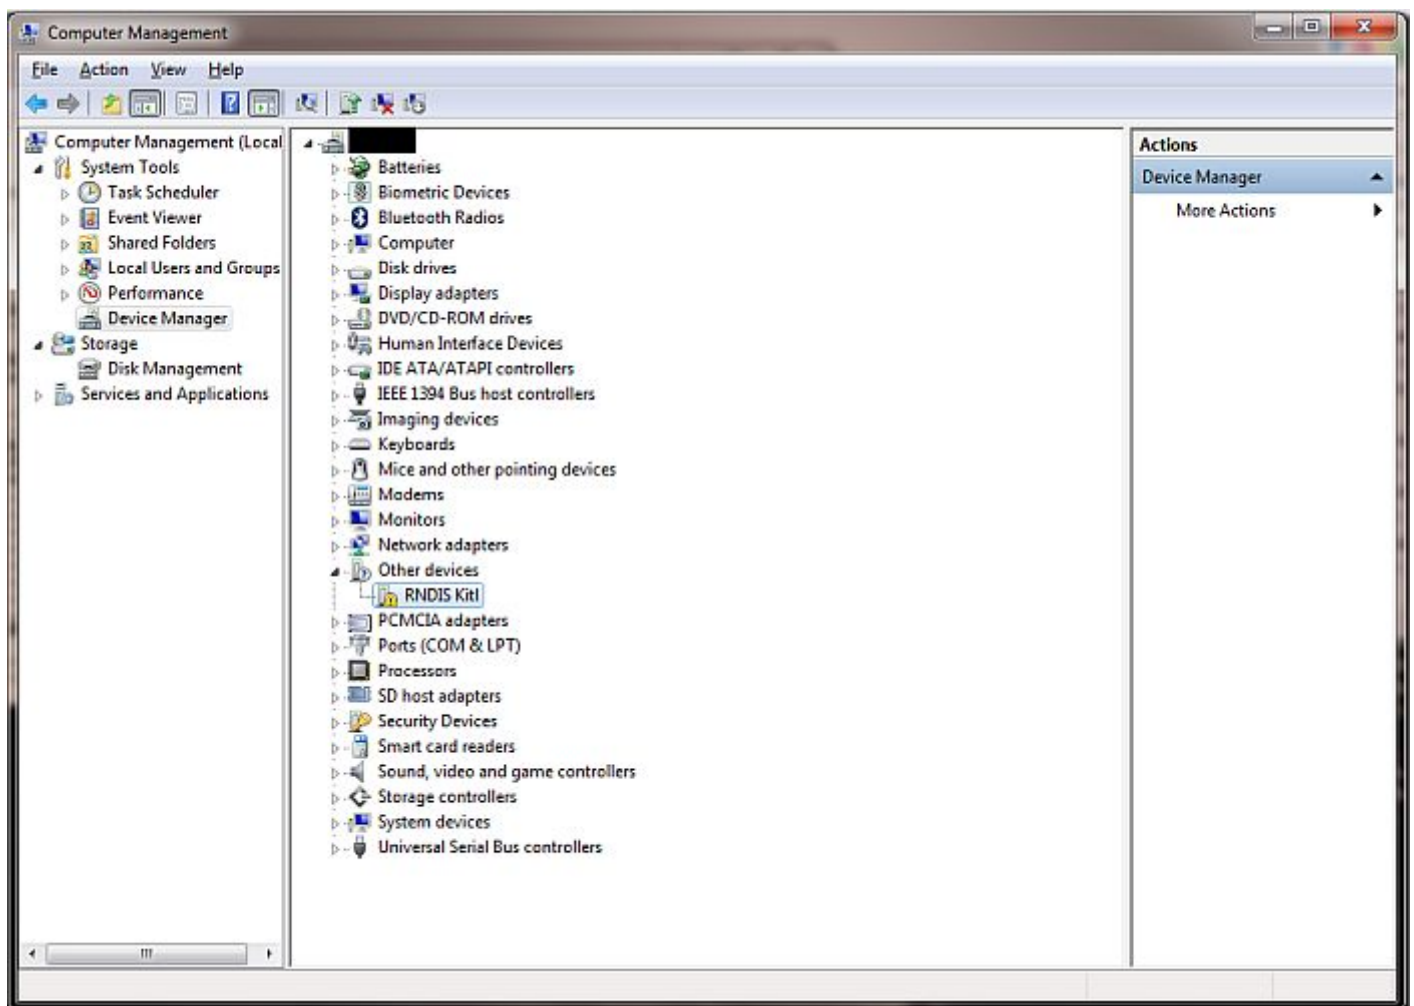 Computer Management
File Action View Help
Computer Management (Local
System Tools
Task Scheduler
Event Viewer
Shared Folders
Local Users and Groups
Performance
Device Manager
Storage
Disk Management
Services and Applications
Batteries
Biometric Devices
Bluetooth Radios
Computer
Disk drives
Display adapters
DVD/CD-ROM drives
Human Interface Devices
IDE ATA/ATAPI controllers
IEEE 1394 Bus host controllers
Imaging devices
Keyboards
Mice and other pointing devices
Modems
Monitors
Network adapters
Other devices
RNDIS Kitl
PCMCIA adapters
Ports (COM & LPT)
Processors
SD host adapters
Security Devices
Smart card readers
Sound, video and game controllers
Storage controllers
System devices
Universal Serial Bus controllers
Actions
Device Manager
More Actions